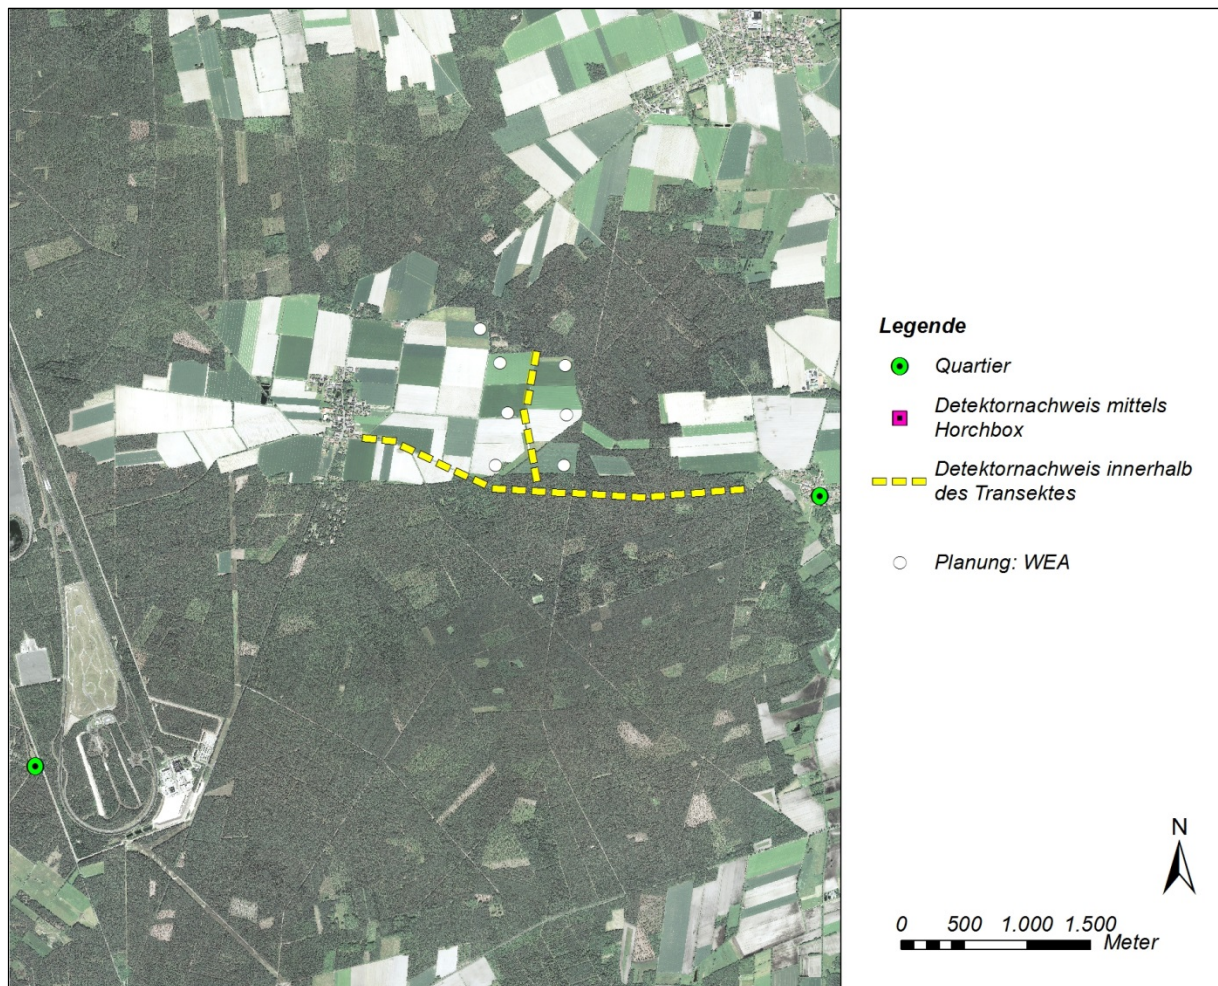 Legende
Quartier
Detektornachweis mittels
Horchbox
Detektornachweis innerhalb
des Transektes
Planung: WEA
N
0 500 1.000 1.500
Meter